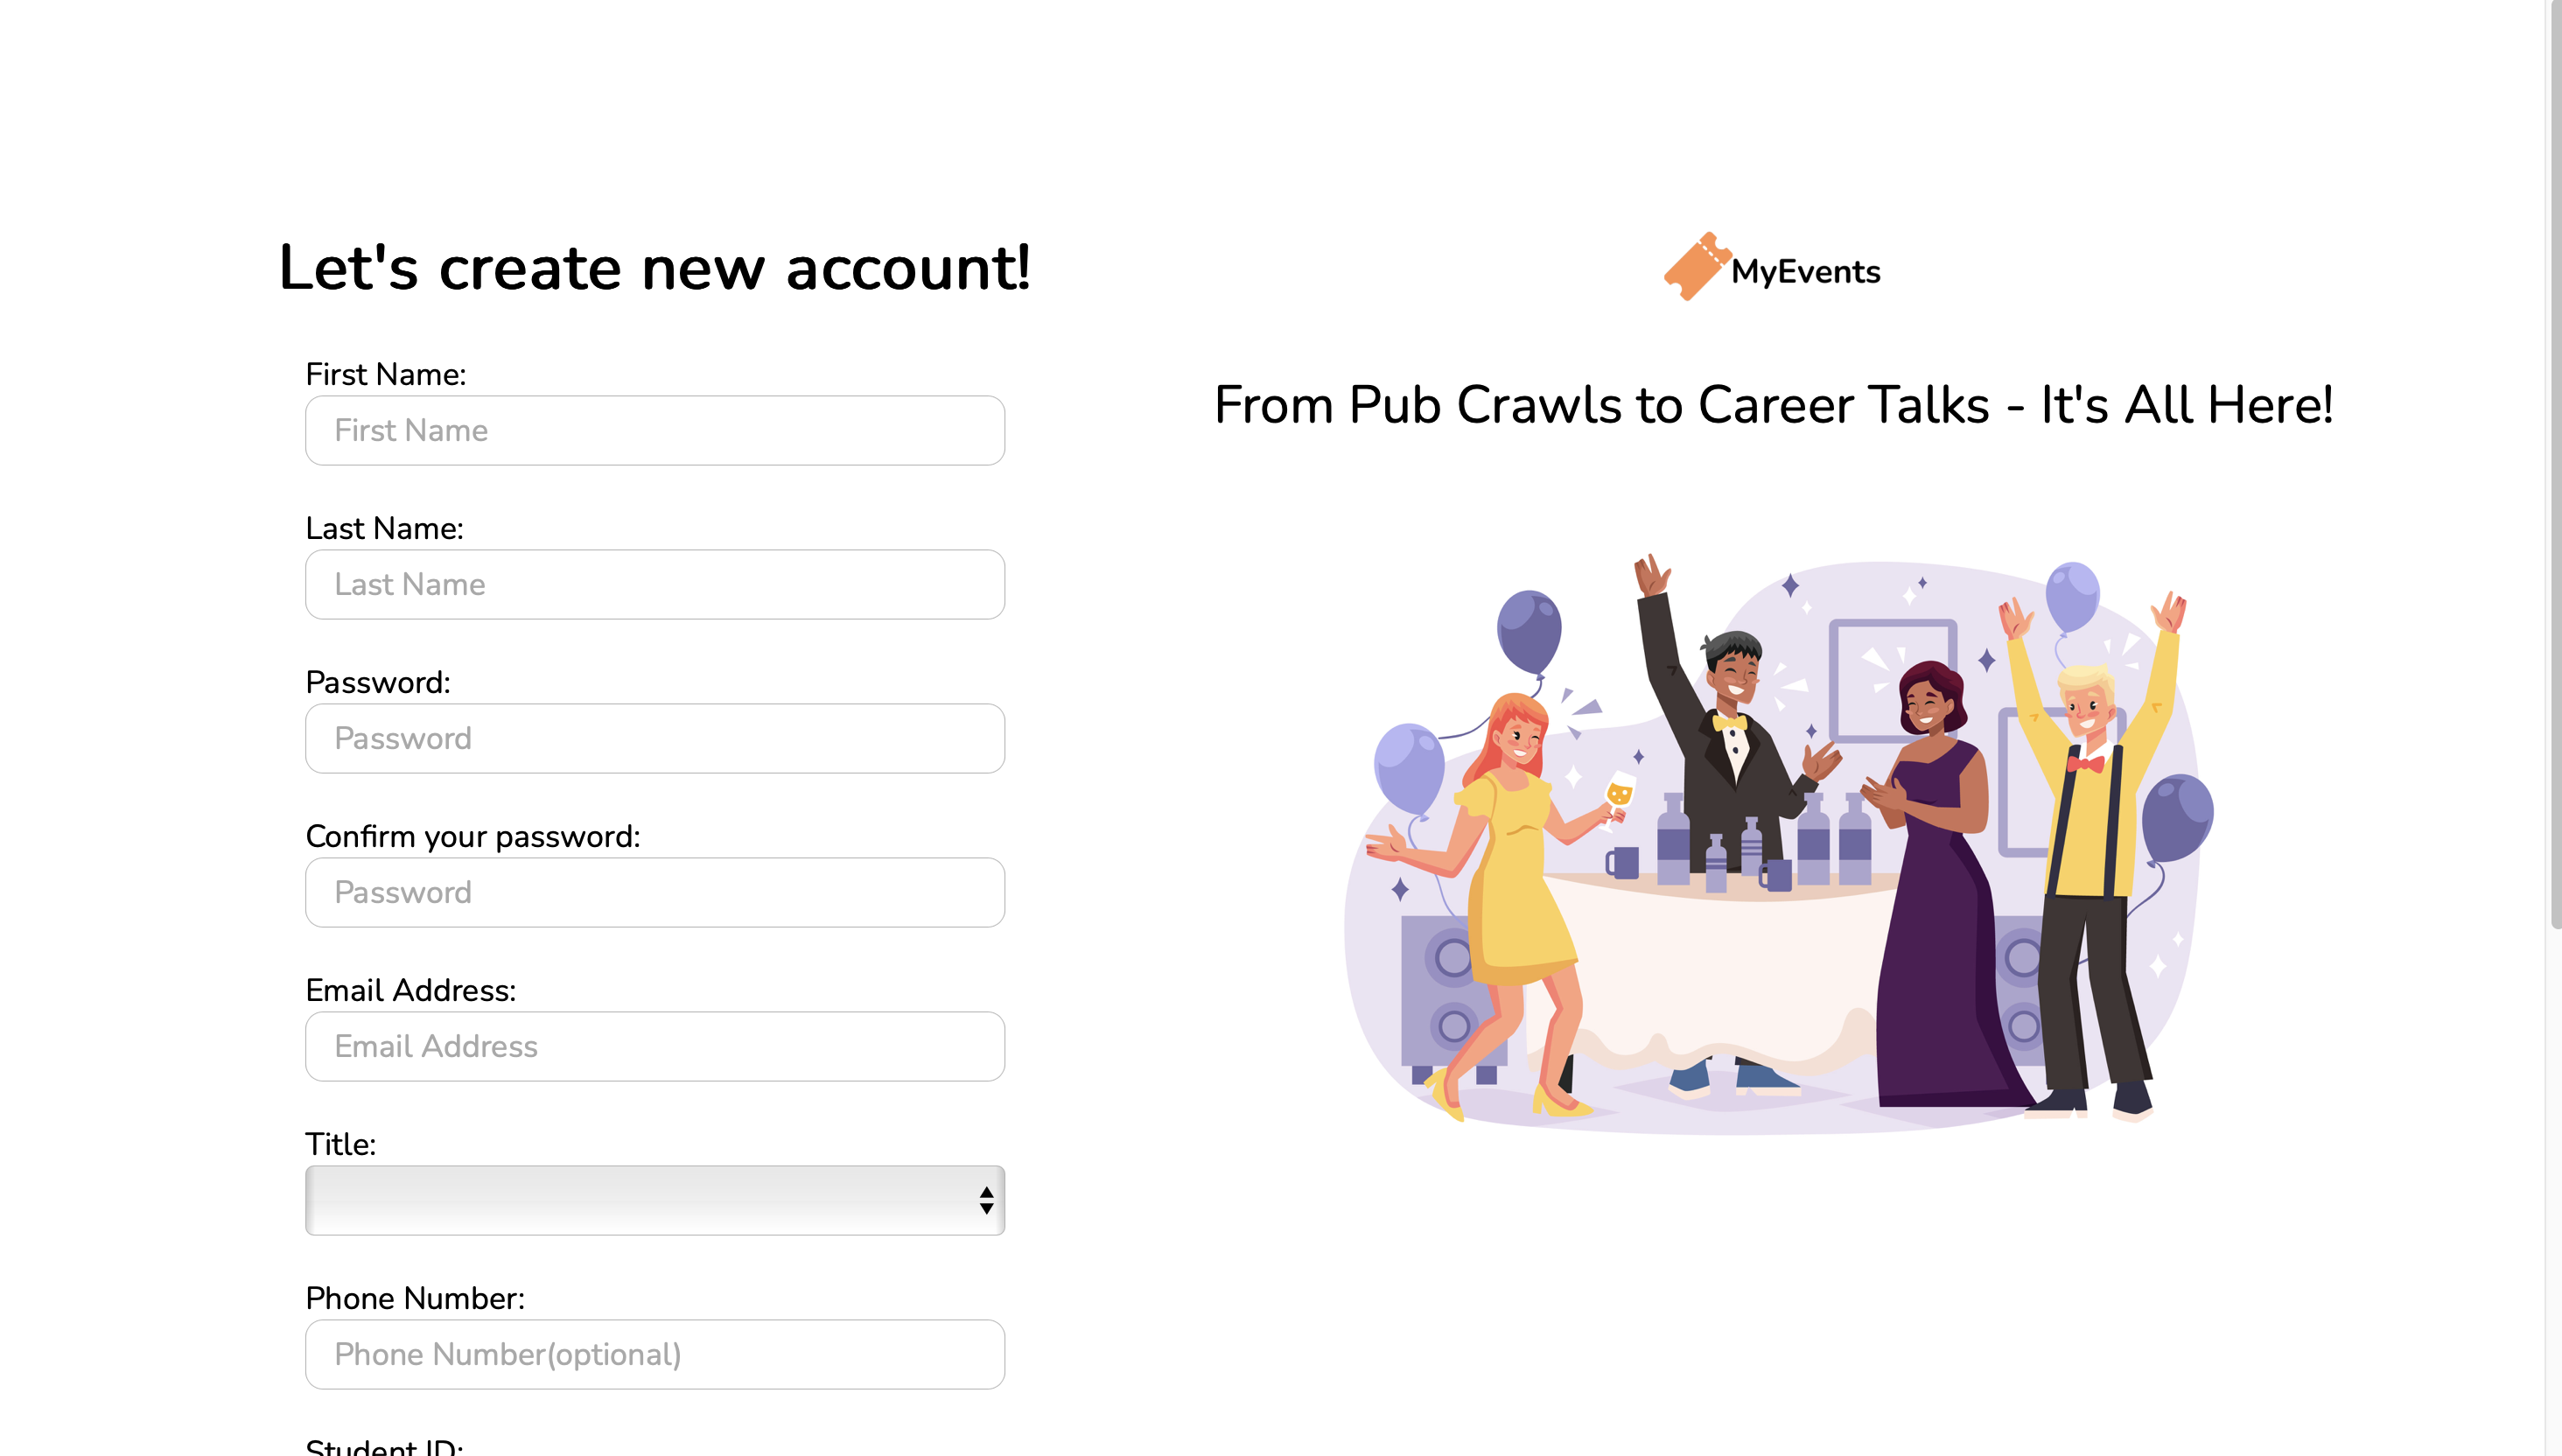 Let's create new account!
First Name:
First Name
Last Name:
Last Name
Password:
Password
Confirm your password:
Password
Email Address:
Email Address
Title:
Phone Number:
Phone Number(optional)
Student ID:
MyEvents
From Pub Crawls to Career Talks - It's All Here!